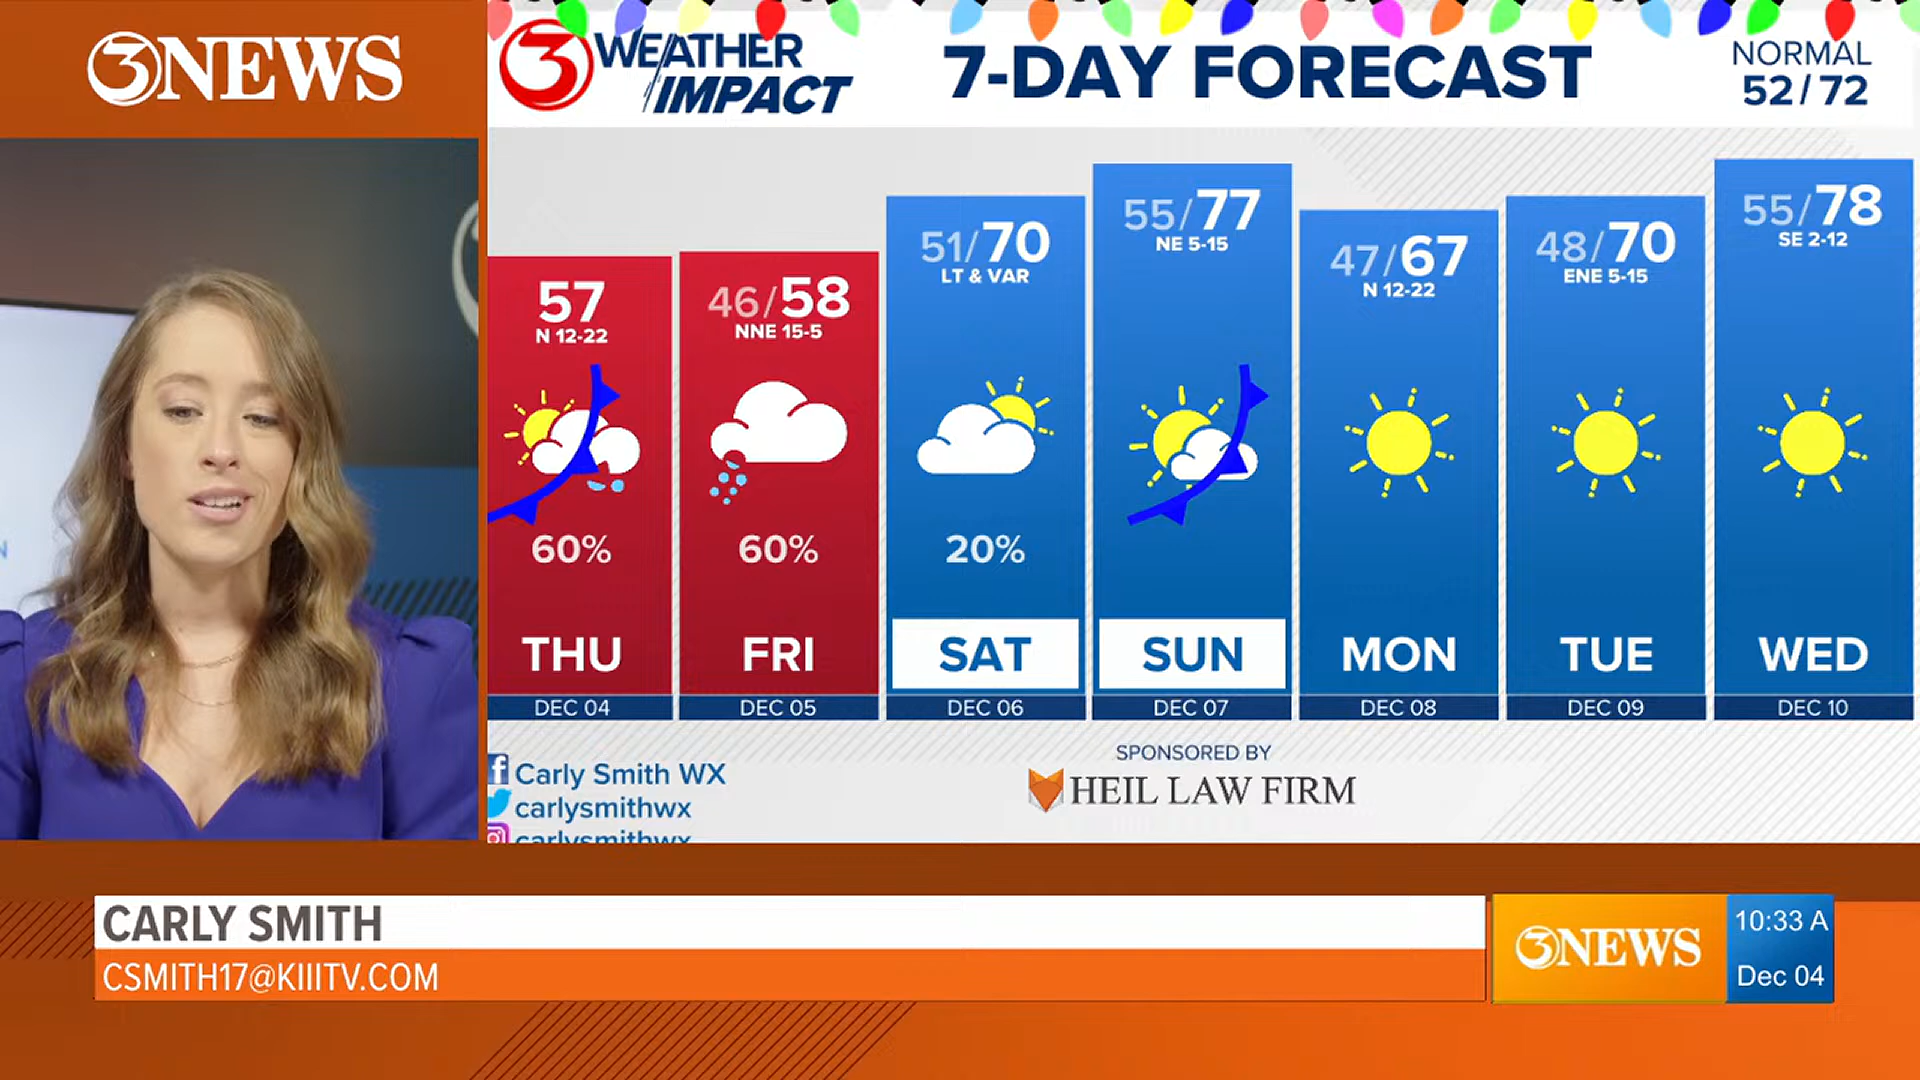 3NEWS
3 WEATHER IMPACT
7-DAY FORECAST
NORMAL
52/72
57
N 12-22
60%
THU
DEC 04
46/58
NNE 15-5
60%
FRI
DEC 05
51/70
LT & VAR
20%
SAT
DEC 06
55/77
NE 5-15
SUN
DEC 07
47/67
N 12-22
MON
DEC 08
48/70
ENE 5-15
TUE
DEC 09
55/78
SE 2-12
WED
DEC 10
Carly Smith WX
carlysmithwx
carlysmithwx
SPONSORED BY
HEIL LAW FIRM
CARLY SMITH
CSMITH17@KIIITV.COM
3NEWS
10:33 A
Dec 04